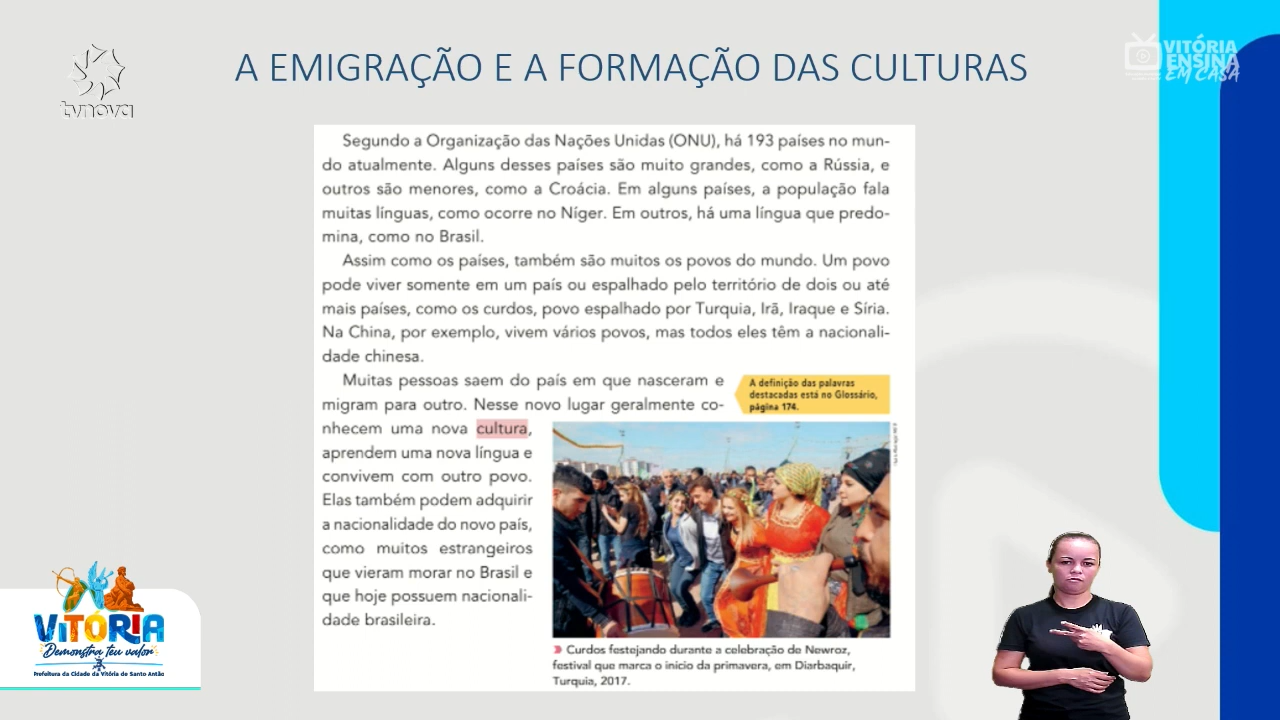 A EMIGRAÇÃO E A FORMAÇÃO DAS CULTURAS
tvnova
VITÓRIA
ENSINA
EM CASA
Segundo a Organização das Nações Unidas (ONU), há 193 países no mun-
do atualmente. Alguns desses países são muito grandes, como a Rússia, e
outros são menores, como a Croácia. Em alguns países, a população fala
muitas línguas, como ocorre no Níger. Em outros, há uma língua que predo-
mina, como no Brasil.
Assim como os países, também são muitos os povos do mundo. Um povo
pode viver somente em um país ou espalhado pelo território de dois ou até
mais países, como os curdos, povo espalhado por Turquia, Irã, Iraque e Síria.
Na China, por exemplo, vivem vários povos, mas todos eles têm a nacionali-
dade chinesa.
Muitas pessoas saem do país em que nasceram e
migram para outro. Nesse novo lugar geralmente co-
nhecem uma nova cultura,
aprendem uma nova língua e
convivem com outro povo.
Elas também podem adquirir
a nacionalidade do novo país,
como muitos estrangeiros
que vieram morar no Brasil e
que hoje possuem nacionali-
dade brasileira.
A definição das palavras
destacadas está no Glossário,
página 174.
Curdos festejando durante a celebração de Newroz,
festival que marca o início da primavera, em Diarbaquir,
Turquia, 2017.
VITÓRIA
Demonstra teu valor
Prefeitura da Cidade da Vitória de Santo Antão